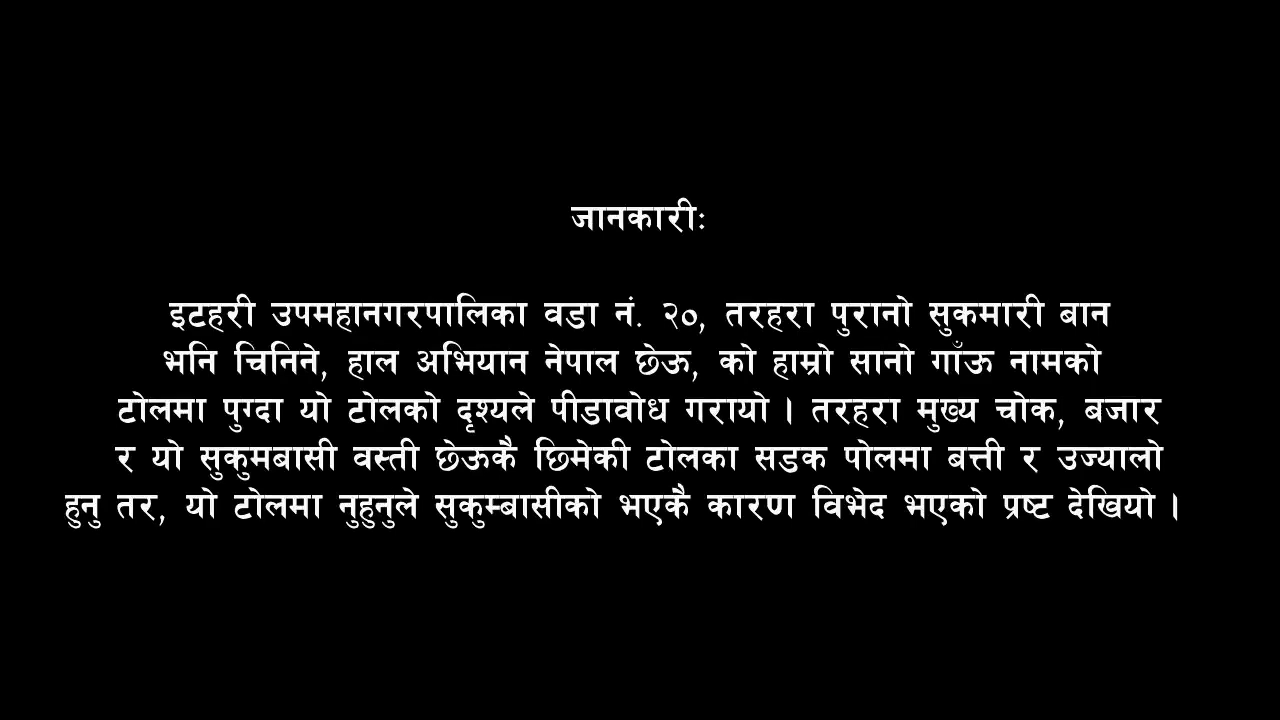 जानकारीः
इटहरी उपमहानगरपालिका वडा नं. २०, तरहरा पुरानो सुकमारी बान
भनि चिनिने, हाल अभियान नेपाल छेऊ, को हाम्रो सानो गाँऊ नामको
टोलमा पुग्दा यो टोलको दृश्यले पीडावोध गरायो । तरहरा मुख्य चोक, बजार
र यो सुकुमबासी वस्ती छेऊकै छिमेकी टोलका सडक पोलमा बत्ती र उज्यालो
हुनु तर, यो टोलमा नुहुनुले सुकुम्बासीको भएकै कारण विभेद भएको प्रष्ट देखियो ।